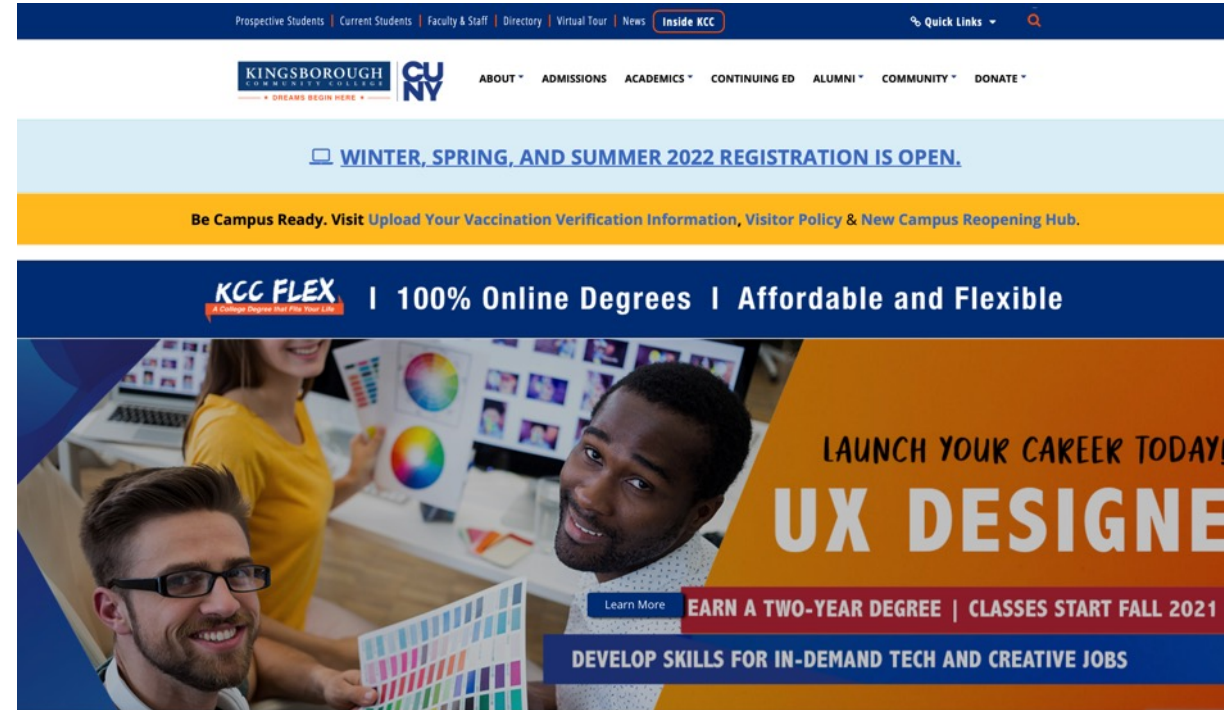 Prospective Students | Current Students | Faculty & Staff | Directory | Virtual Tour | News Inside KCC Quick Links
KINGSBOROUGH
COMMUNITY COLLEGE
DREAMS BEGIN HERE
CU
NY
ABOUT ADMISSIONS ACADEMICS CONTINUING ED ALUMNI COMMUNITY DONATE
WINTER, SPRING, AND SUMMER 2022 REGISTRATION IS OPEN.
Be Campus Ready. Visit Upload Your Vaccination Verification Information, Visitor Policy & New Campus Reopening Hub.
KCC FLEX
A College Degree that Fits Your Life
| 100% Online Degrees | Affordable and Flexible
LAUNCH YOUR CAREER TODAY!
UX DESIGNE
Learn More
EARN A TWO-YEAR DEGREE | CLASSES START FALL 2021
DEVELOP SKILLS FOR IN-DEMAND TECH AND CREATIVE JOBS